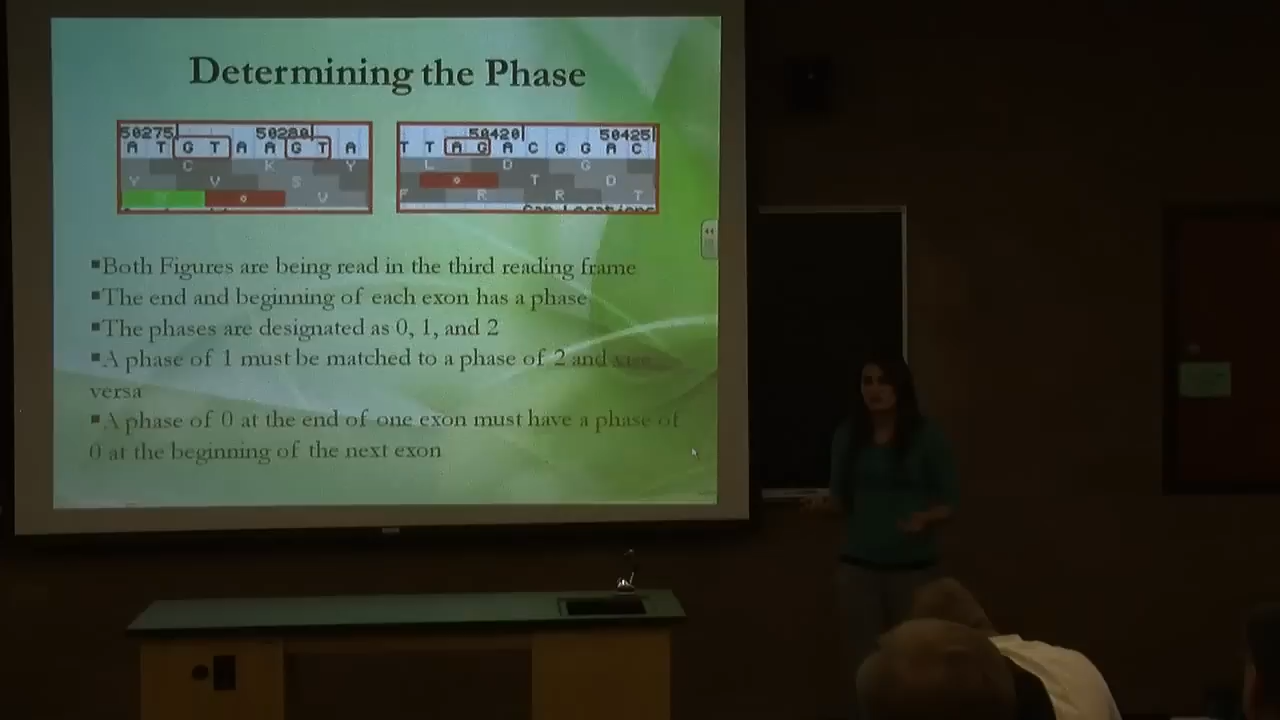 Determining the Phase
50275 50280
A T G T A A G T A
C K Y
Y V S
V
50420 50425
T T A G A C G G A C
L D G
T D
F R R T
▪Both Figures are being read in the third reading frame
▪The end and beginning of each exon has a phase
▪The phases are designated as 0, 1, and 2
▪A phase of 1 must be matched to a phase of 2 and vise
versa
▪A phase of 0 at the end of one exon must have a phase of
0 at the beginning of the next exon